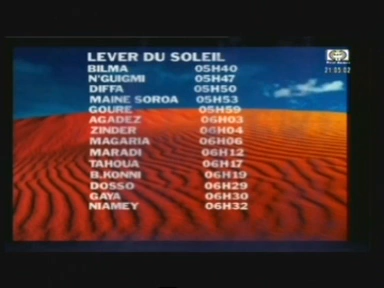 LEVER DU SOLEIL
BILMA 05H40
N'GUIGMI 05H47
DIFFA 05H50
MAINE SOROA 05H53
GOURE 05H59
AGADEZ 06H03
ZINDER 06H04
MAGARIA 06H06
MARADI 06H12
TAHOUA 06H17
B.KONNI 06H19
DOSSO 06H29
GAYA 06H30
NIAMEY 06H32
21:05:02